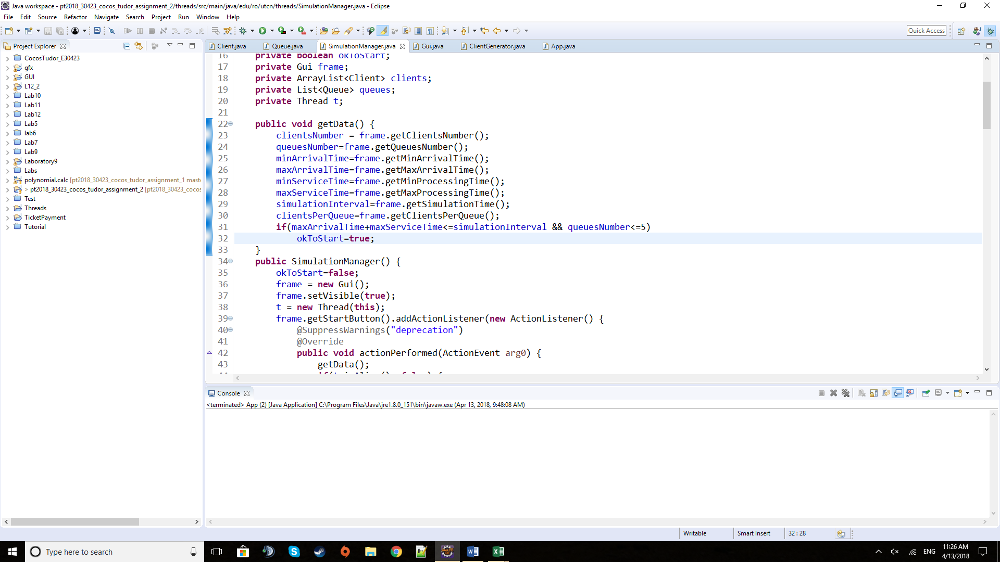 Java workspace - pt2018_30423_cocos_tudor_assignment_2/threads/src/main/java/edu/ro/utcn/threads/SimulationManager.java - Eclipse
File Edit Source Refactor Navigate Search Project Run Window Help
Quick Access
Project Explorer
CocosTudor_E30423
gfx
GUI
L12_2
Lab10
Lab11
Lab12
Lab5
lab6
Lab7
Lab9
Laboratory9
Labs
polynomial.calc [pt2018_30423_cocos_tudor_assignment_1 maste
> pt2018_30423_cocos_tudor_assignment_2 [pt2018_30423_cocos
Test
Threads
TicketPayment
Tutorial
Client.java Queue.java SimulationManager.java Gui.java ClientGenerator.java App.java
16 private boolean okToStart;
17 private Gui frame;
18 private ArrayList<Client> clients;
19 private List<Queue> queues;
20 private Thread t;
21
22 public void getData() {
23 clientsNumber = frame.getClientsNumber();
24 queuesNumber=frame.getQueuesNumber();
25 minArrivalTime=frame.getMinArrivalTime();
26 maxArrivalTime=frame.getMaxArrivalTime();
27 minServiceTime=frame.getMinProcessingTime();
28 maxServiceTime=frame.getMaxProcessingTime();
29 simulationInterval=frame.getSimulationTime();
30 clientsPerQueue=frame.getClientsPerQueue();
31 if(maxArrivalTime+maxServiceTime<=simulationInterval && queuesNumber<=5)
32 okToStart=true;
33 }
34 public SimulationManager() {
35 okToStart=false;
36 frame = new Gui();
37 frame.setVisible(true);
38 t = new Thread(this);
39 frame.getStartButton().addActionListener(new ActionListener() {
40 @SuppressWarnings("deprecation")
41 @Override
42 public void actionPerformed(ActionEvent arg0) {
43 getData();
Console
<terminated> App (2) [Java Application] C:\Program Files\Java\jre1.8.0_151\bin\javaw.exe (Apr 13, 2018, 9:48:08 AM)
Writable Smart Insert 32 : 28
Type here to search
ENG
11:26 AM
4/13/2018